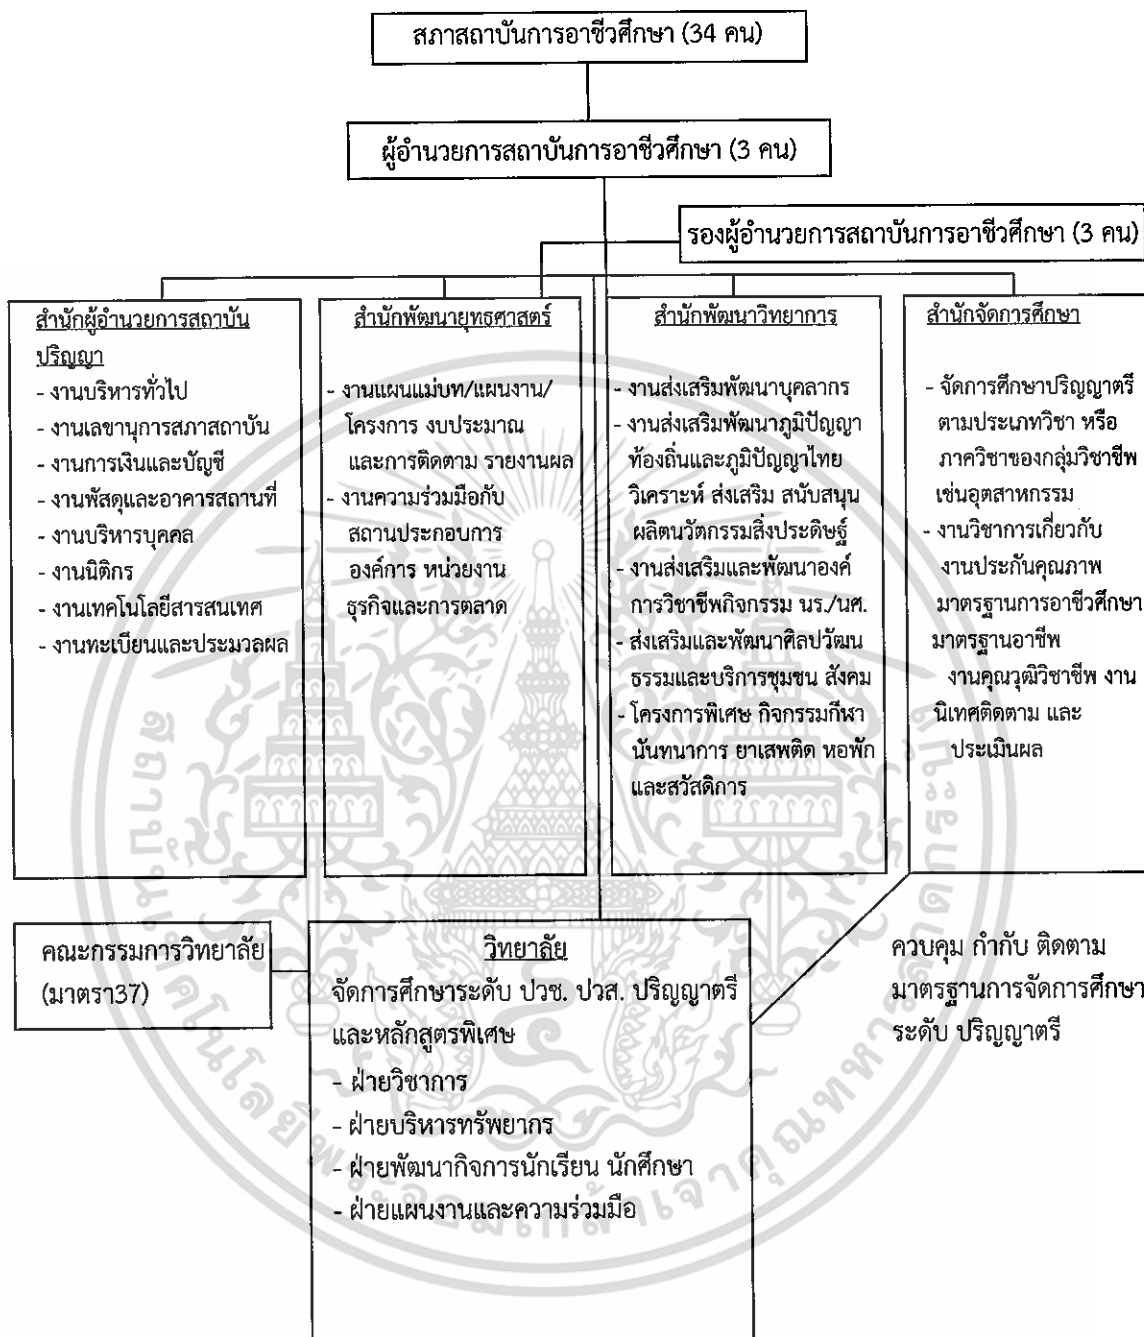 สภาสถาบันการอาชีวศึกษา (34 คน)
ผู้อำนวยการสถาบันการอาชีวศึกษา (3 คน)
รองผู้อำนวยการสถาบันการอาชีวศึกษา (3 คน)
สำนักผู้อำนวยการสถาบัน
ปริญญา
- งานบริหารทั่วไป
- งานเลขานุการสภาสถาบัน
- งานการเงินและบัญชี
- งานพัสดุและอาคารสถานที่
- งานบริหารบุคคล
- งานนิติกร
- งานเทคโนโลยีสารสนเทศ
- งานทะเบียนและประมวลผล
สำนักพัฒนายุทธศาสตร์
- งานแผนแม่บท/แผนงาน/
โครงการ งบประมาณ
และการติดตาม รายงานผล
- งานความร่วมมือกับ
สถานประกอบการ
องค์การ หน่วยงาน
ธุรกิจและการตลาด
สำนักพัฒนาวิทยาการ
- งานส่งเสริมพัฒนาบุคลากร
- งานส่งเสริมพัฒนาภูมิปัญญา
ท้องถิ่นและภูมิปัญญาไทย
วิเคราะห์ ส่งเสริม สนับสนุน
ผลิตนวัตกรรมสิ่งประดิษฐ์
- งานส่งเสริมและพัฒนาองค์
การวิชาชีพกิจกรรม นร./นศ.
- ส่งเสริมและพัฒนาศิลปวัฒน
ธรรมและบริการชุมชน สังคม
- โครงการพิเศษ กิจกรรมกีฬา
นันทนาการ ยาเสพติด หอพัก
และสวัสดิการ
สำนักจัดการศึกษา
- จัดการศึกษาปริญญาตรี
ตามประเภทวิชา หรือ
ภาควิชาของกลุ่มวิชาชีพ
เช่นอุตสาหกรรม
- งานวิชาการเกี่ยวกับ
งานประกันคุณภาพ
มาตรฐานการอาชีวศึกษา
มาตรฐานอาชีพ
งานคุณวุฒิวิชาชีพ งาน
นิเทศติดตาม และ
ประเมินผล
คณะกรรมการวิทยาลัย
(มาตรา37)
วิทยาลัย
จัดการศึกษาระดับ ปวช. ปวส. ปริญญาตรี
และหลักสูตรพิเศษ
- ฝ่ายวิชาการ
- ฝ่ายบริหารทรัพยากร
- ฝ่ายพัฒนากิจการนักเรียน นักศึกษา
- ฝ่ายแผนงานและความร่วมมือ
ควบคุม กำกับ ติดตาม
มาตรฐานการจัดการศึกษา
ระดับ ปริญญาตรี
สถาบันเทคโนโลยีพระจอมเกล้าเจ้าคุณทหารลาดกระบัง